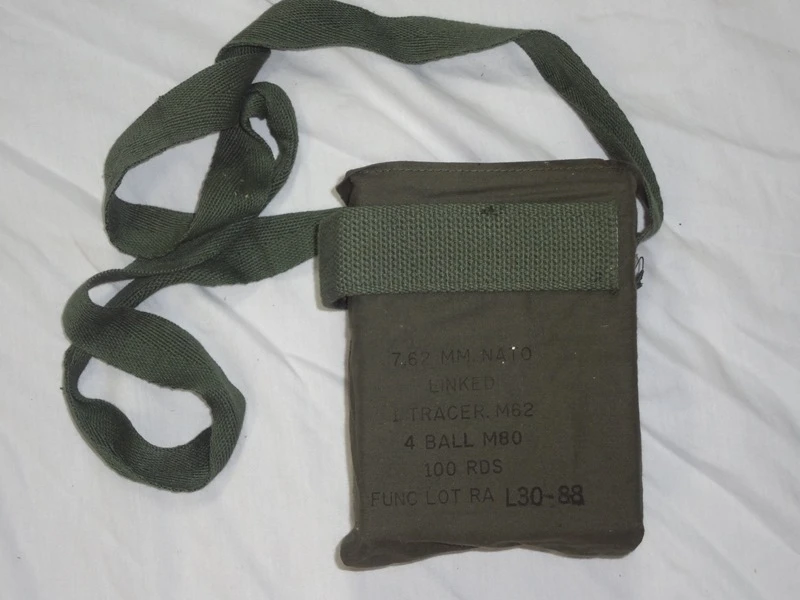 7.62 MM. NATO
LINKED
1 TRACER. M62
4 BALL M80
100 RDS
FUNC LOT RA L30-88